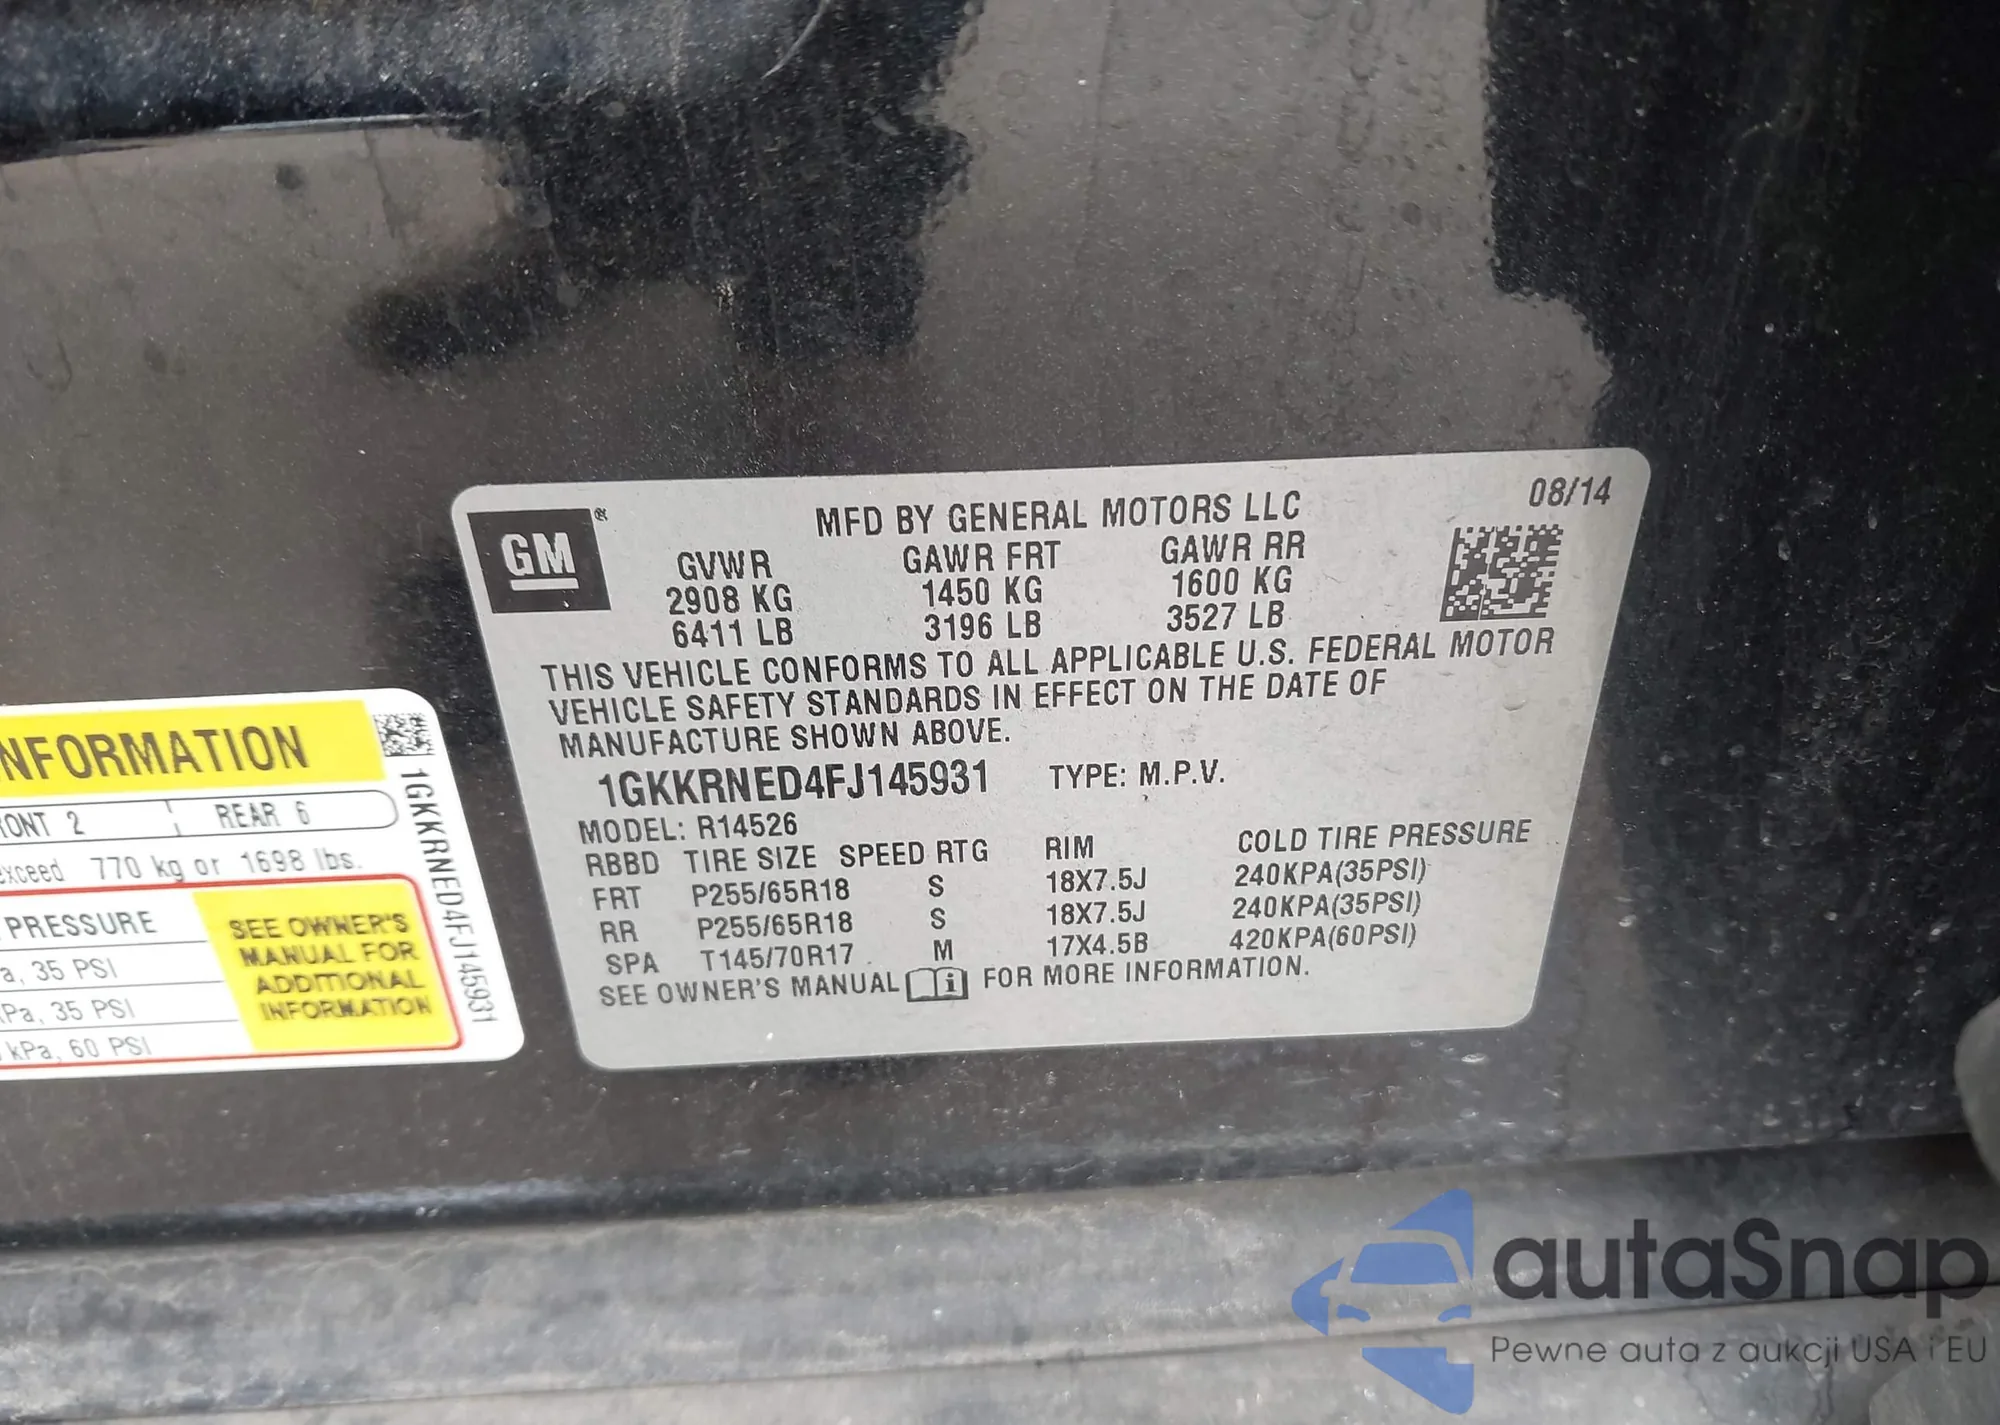 GM
®
MFD BY GENERAL MOTORS LLC
08/14
GVWR GAWR FRT GAWR RR
2908 KG 1450 KG 1600 KG
6411 LB 3196 LB 3527 LB
THIS VEHICLE CONFORMS TO ALL APPLICABLE U.S. FEDERAL MOTOR
VEHICLE SAFETY STANDARDS IN EFFECT ON THE DATE OF
MANUFACTURE SHOWN ABOVE.
1GKKRNED4FJ145931 TYPE: M.P.V.
MODEL: R14526
RBBD TIRE SIZE SPEED RTG RIM COLD TIRE PRESSURE
FRT P255/65R18 S 18X7.5J 240KPA(35PSI)
RR P255/65R18 S 18X7.5J 240KPA(35PSI)
SPA T145/70R17 M 17X4.5B 420KPA(60PSI)
SEE OWNER'S MANUAL i FOR MORE INFORMATION.
NFORMATION
ONT 2 REAR 6
xceed 770 kg or 1698 lbs.
PRESSURE
a, 35 PSI
Pa, 35 PSI
kPa, 60 PSI
SEE OWNER'S
MANUAL FOR
ADDITIONAL
INFORMATION
1GKKRNED4FJ145931
autaSnap
Pewne auta z aukcji USA i EU